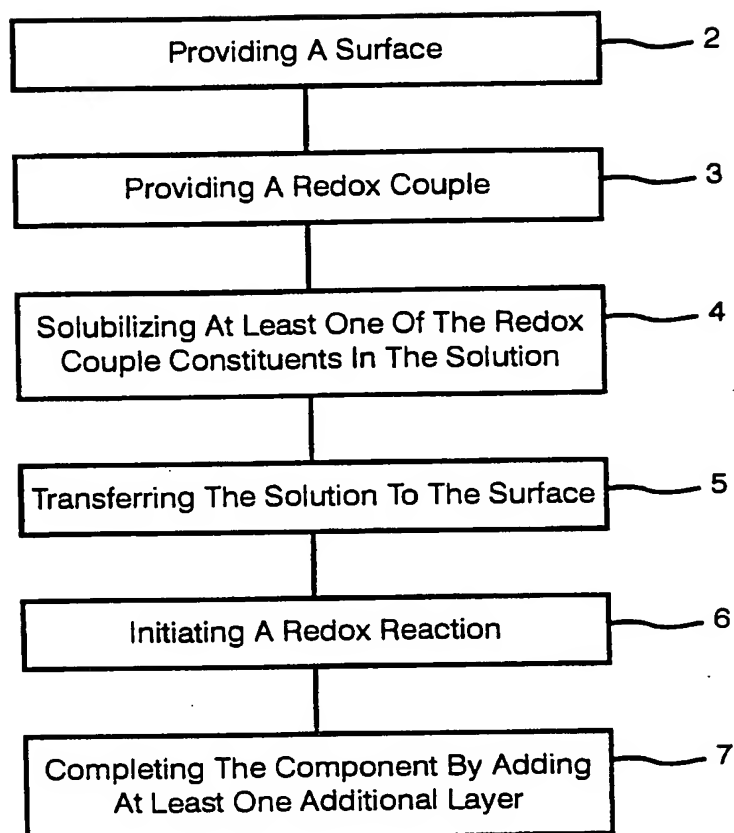 Providing A Surface
2
Providing A Redox Couple
3
Solubilizing At Least One Of The Redox
Couple Constituents In The Solution
4
Transferring The Solution To The Surface
5
Initiating A Redox Reaction
6
Completing The Component By Adding
At Least One Additional Layer
7